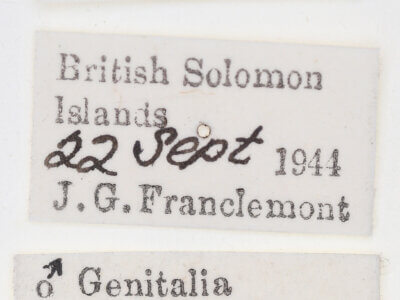 British Solomon
Islands
22 Sept 1944
J.G. Franclemont
♂ Genitalia